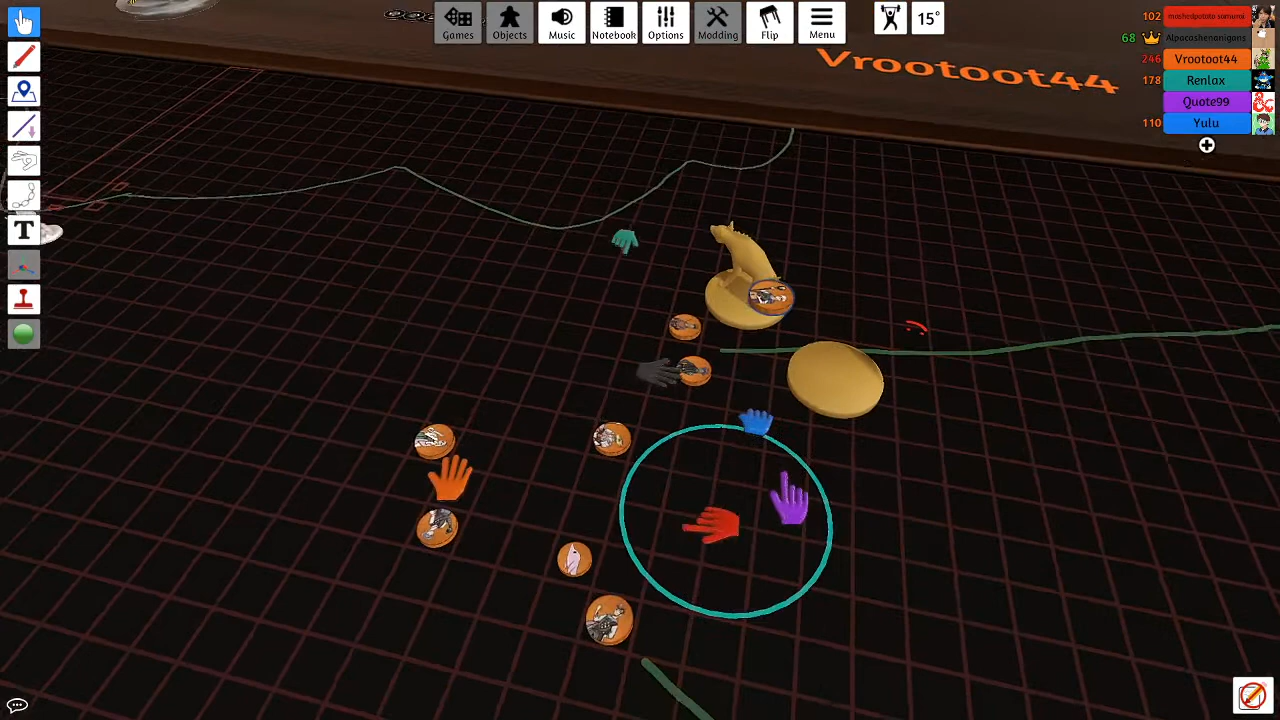 Games
Objects
Music
Notebook
Options
Modding
Flip
Menu
15°
102 mashedpotato samurai
68 Alpacashenanigans
246 Vrootoot44
178 Renlax
Quote99
110 Yulu
Vrootoot44
T